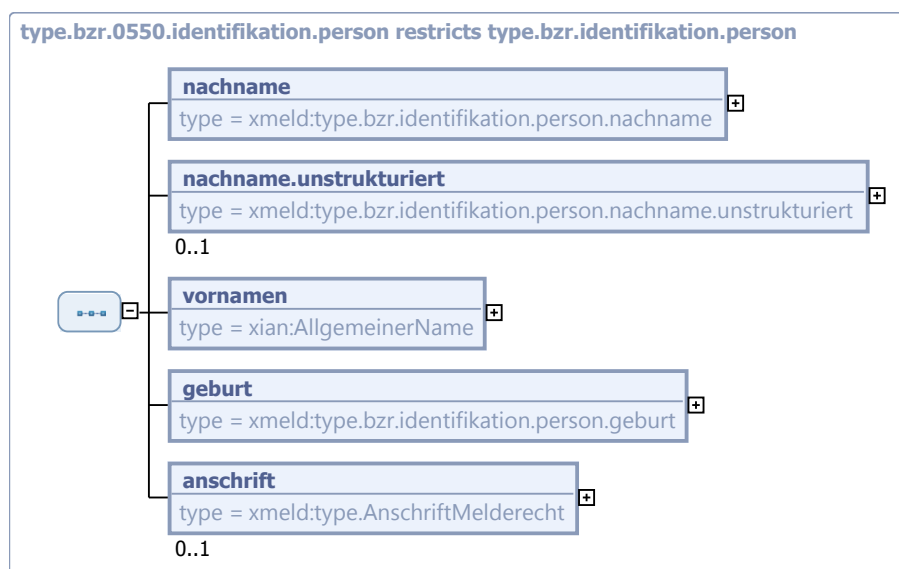 type.bzr.0550.identifikation.person restricts type.bzr.identifikation.person
nachname
type = xmeld:type.bzr.identifikation.person.nachname
nachname.unstrukturiert
type = xmeld:type.bzr.identifikation.person.nachname.unstrukturiert
0..1
vornamen
type = xian:AllgemeinerName
geburt
type = xmeld:type.bzr.identifikation.person.geburt
anschrift
type = xmeld:type.AnschriftMelderecht
0..1